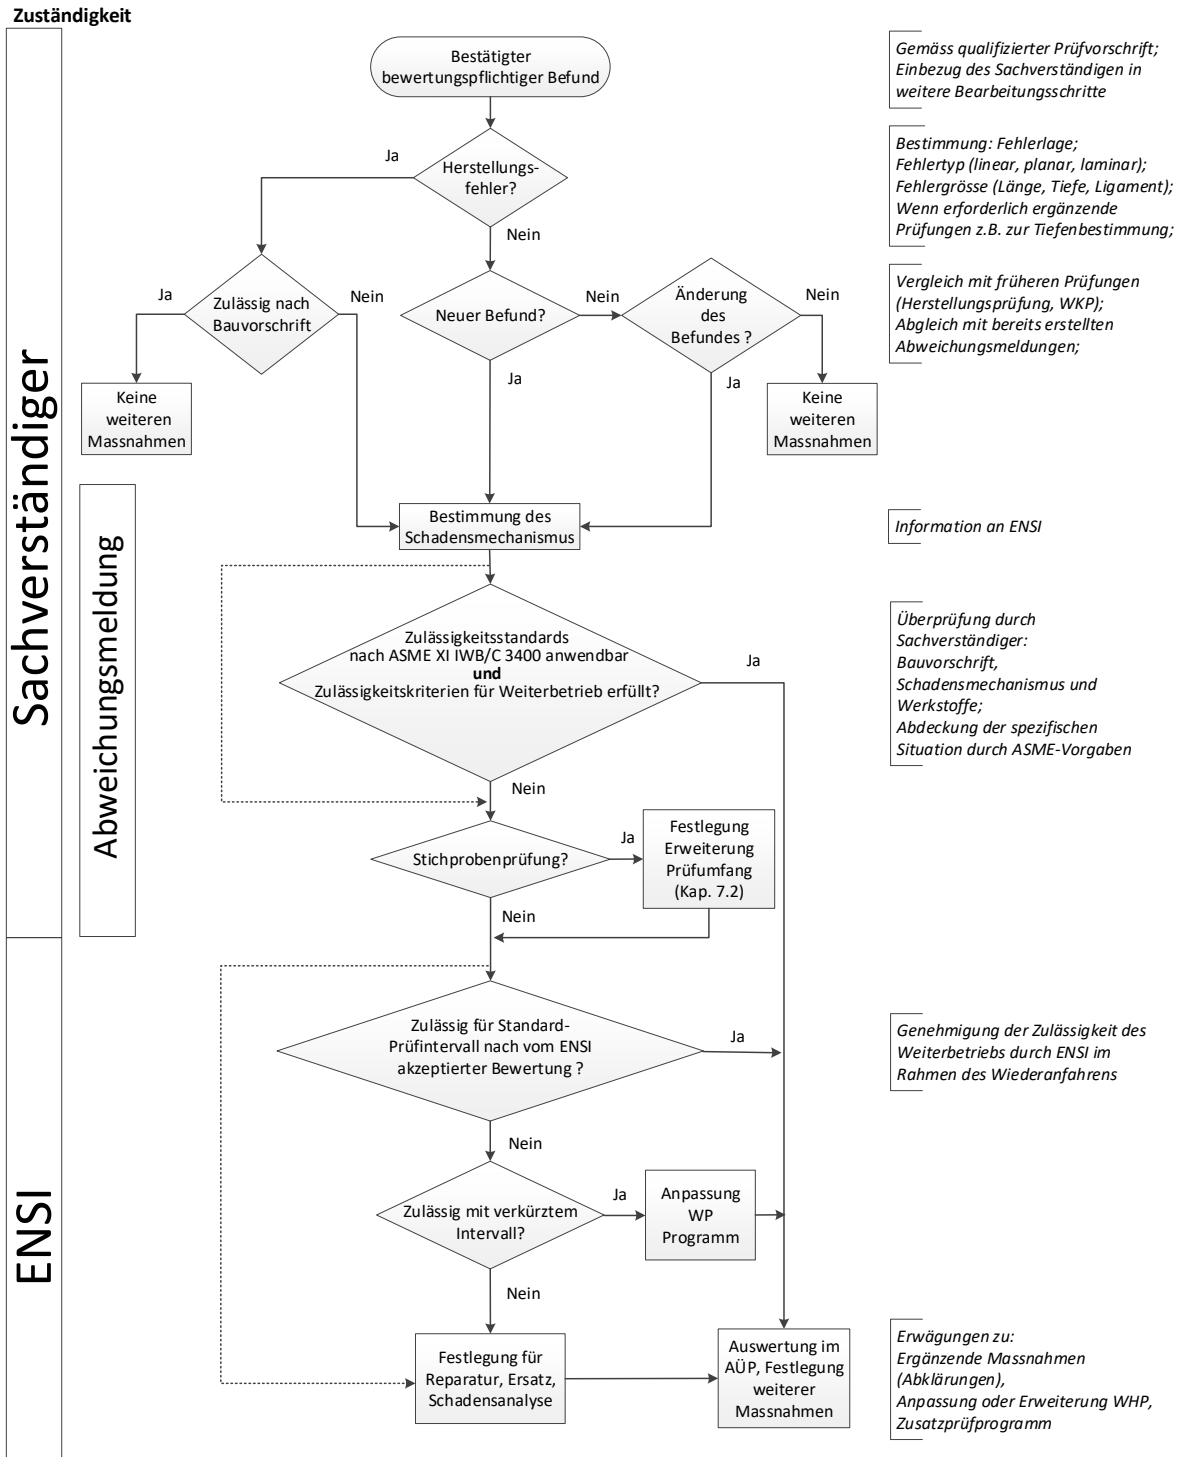 Zuständigkeit
Sachverständiger
Abweichungsmeldung
ENSI
Bestätigter
bewertungspflichtiger Befund
Gemäss qualifizierter Prüfvorschrift;
Einbezug des Sachverständigen in
weitere Bearbeitungsschritte
Ja
Herstellungs-
fehler?
Nein
Bestimmung: Fehlerlage;
Fehlertyp (linear, planar, laminar);
Fehlergrösse (Länge, Tiefe, Ligament);
Wenn erforderlich ergänzende
Prüfungen z.B. zur Tiefenbestimmung;
Ja
Zulässig nach
Bauvorschrift
Nein
Neuer Befund?
Nein
Ja
Änderung
des
Befundes ?
Nein
Ja
Vergleich mit früheren Prüfungen
(Herstellungsprüfung, WKP);
Abgleich mit bereits erstellten
Abweichungsmeldungen;
Keine
weiteren
Massnahmen
Keine
weiteren
Massnahmen
Bestimmung des
Schadensmechanismus
Information an ENSI
Zulässigkeitsstandards
nach ASME XI IWB/C 3400 anwendbar
und
Zulässigkeitskriterien für Weiterbetrieb erfüllt?
Ja
Nein
Überprüfung durch
Sachverständiger:
Bauvorschrift,
Schadensmechanismus und
Werkstoffe;
Abdeckung der spezifischen
Situation durch ASME-Vorgaben
Stichprobenprüfung?
Ja
Nein
Festlegung
Erweiterung
Prüfumfang
(Kap. 7.2)
Zulässig für Standard-
Prüfintervall nach vom ENSI
akzeptierter Bewertung ?
Ja
Nein
Genehmigung der Zulässigkeit des
Weiterbetriebs durch ENSI im
Rahmen des Wiederanfahrens
Zulässig mit verkürztem
Intervall?
Ja
Nein
Anpassung
WP
Programm
Festlegung für
Reparatur, Ersatz,
Schadensanalyse
Auswertung im
AÜP, Festlegung
weiterer
Massnahmen
Erwägungen zu:
Ergänzende Massnahmen
(Abklärungen),
Anpassung oder Erweiterung WHP,
Zusatzprüfprogramm